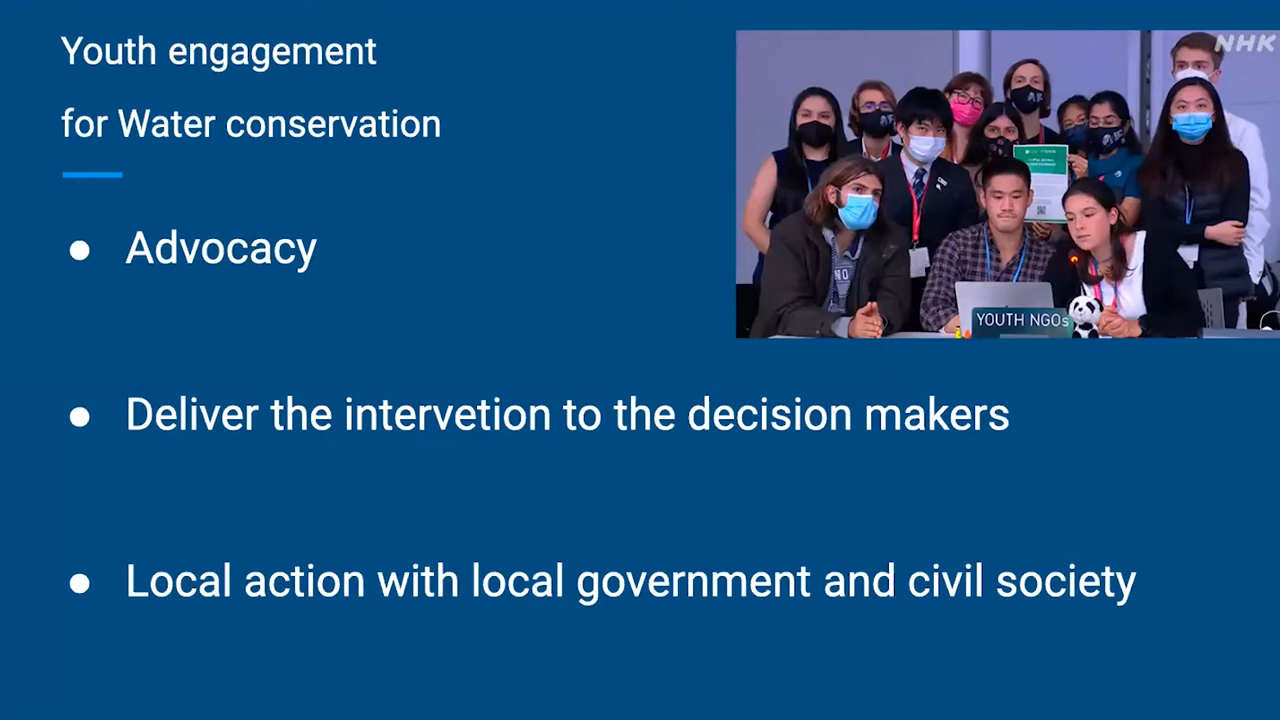 Youth engagement
for Water conservation
● Advocacy
● Deliver the intervetion to the decision makers
● Local action with local government and civil society
NHK
YOUTH NGOs